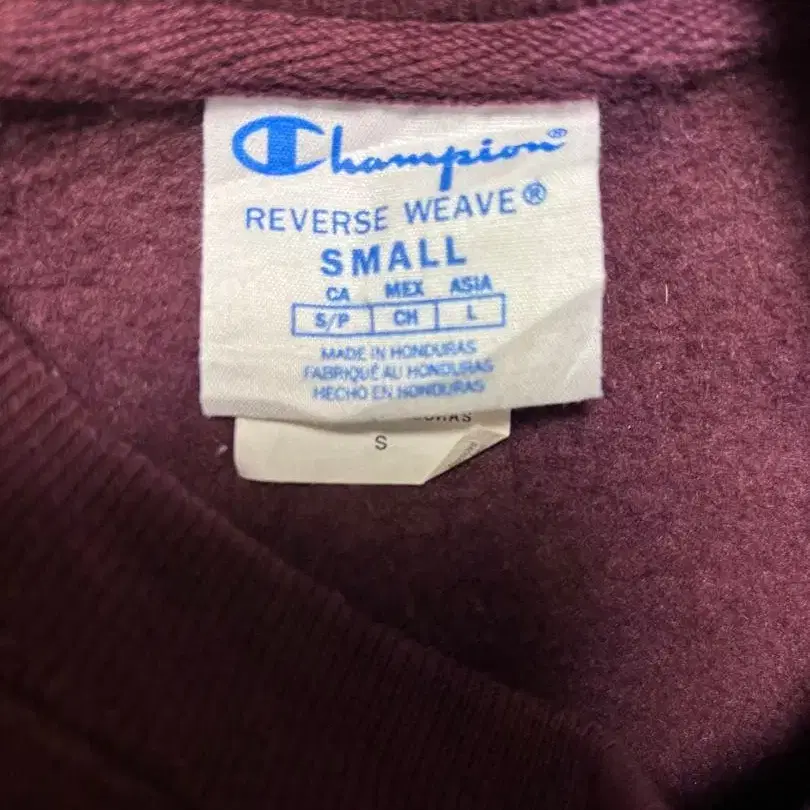 Champion®
REVERSE WEAVE®
SMALL
CA MEX ASIA
S/P CH L
MADE IN HONDURAS
FABRIQUÉ AU HONDURAS
HECHO EN HONDURAS
S